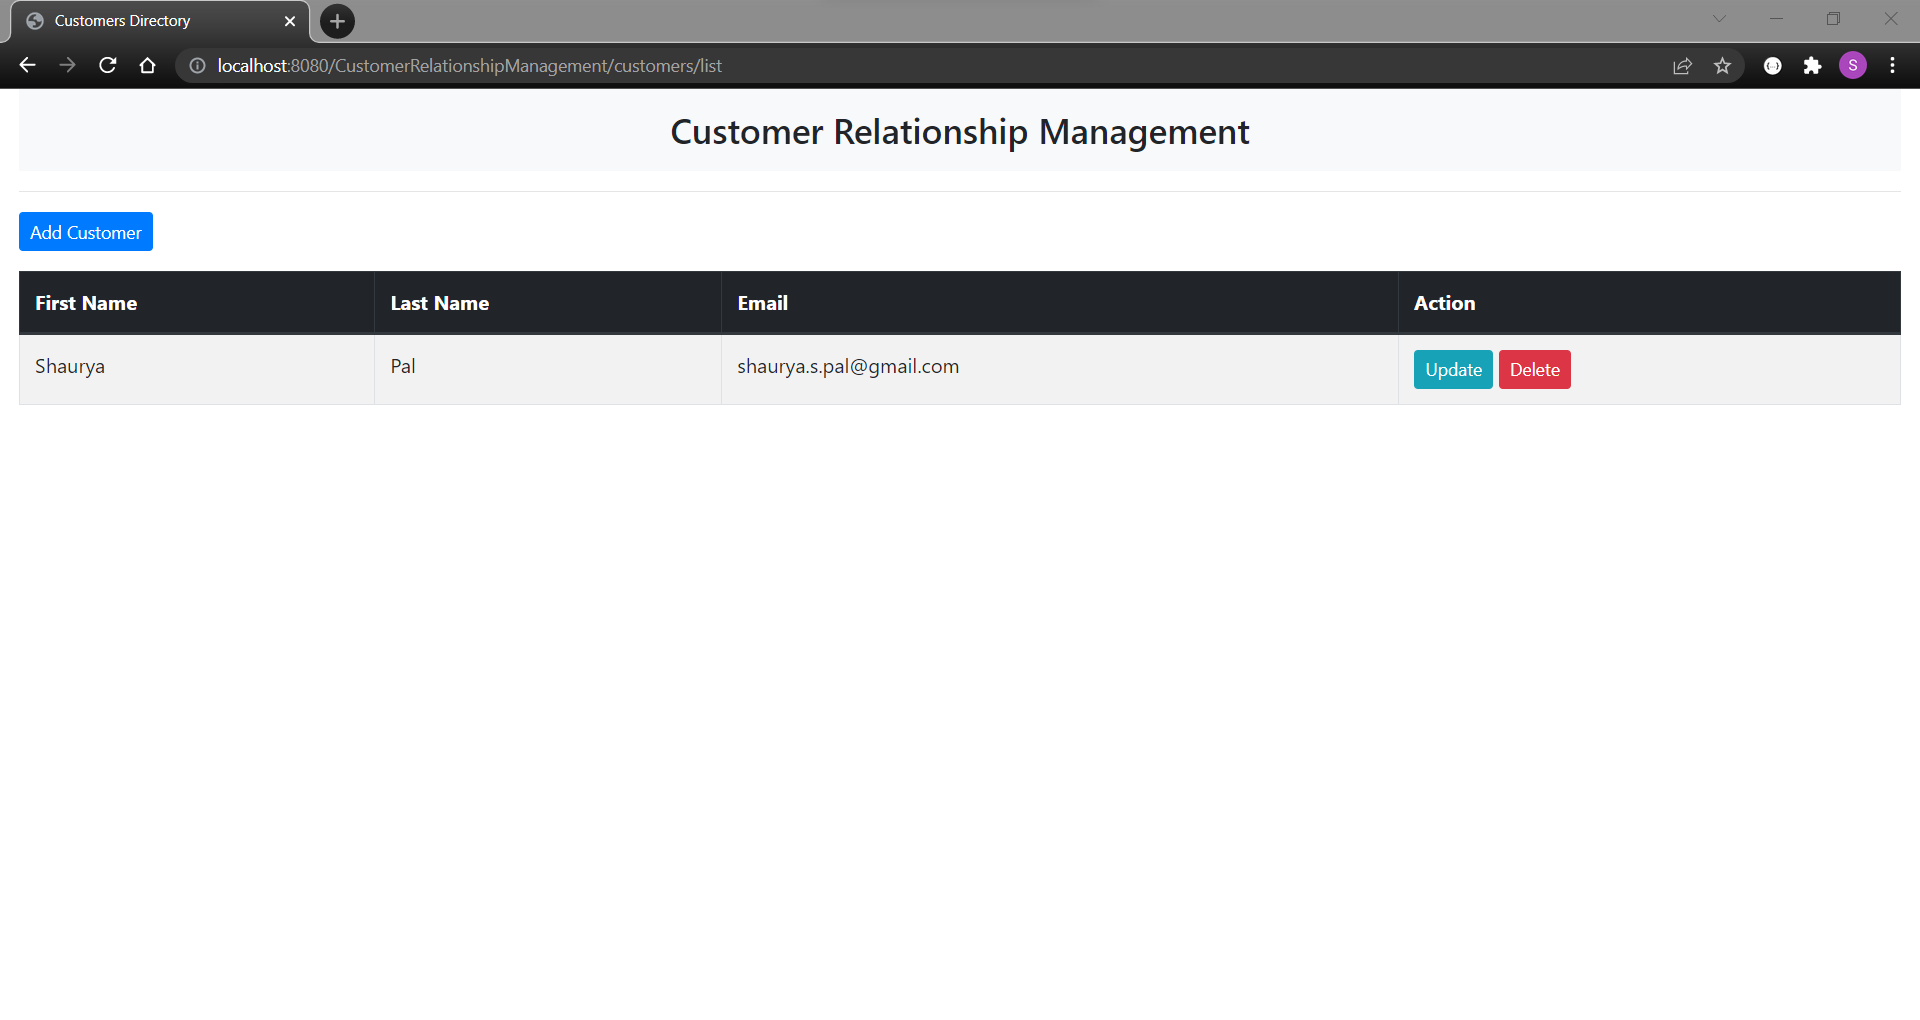 Customers Directory
localhost:8080/CustomerRelationshipManagement/customers/list
S
Customer Relationship Management
Add Customer
First Name Last Name Email Action
Shaurya Pal shaurya.s.pal@gmail.com Update Delete